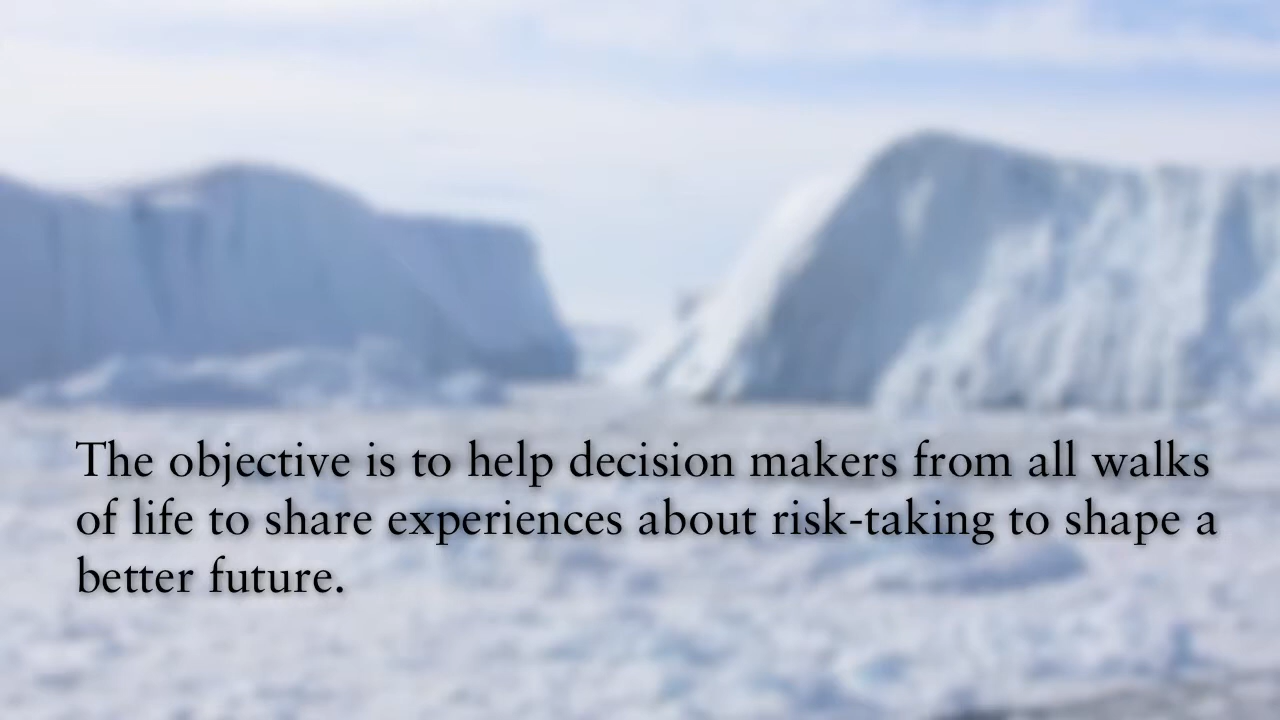 The objective is to help decision makers from all walks
of life to share experiences about risk-taking to shape a
better future.